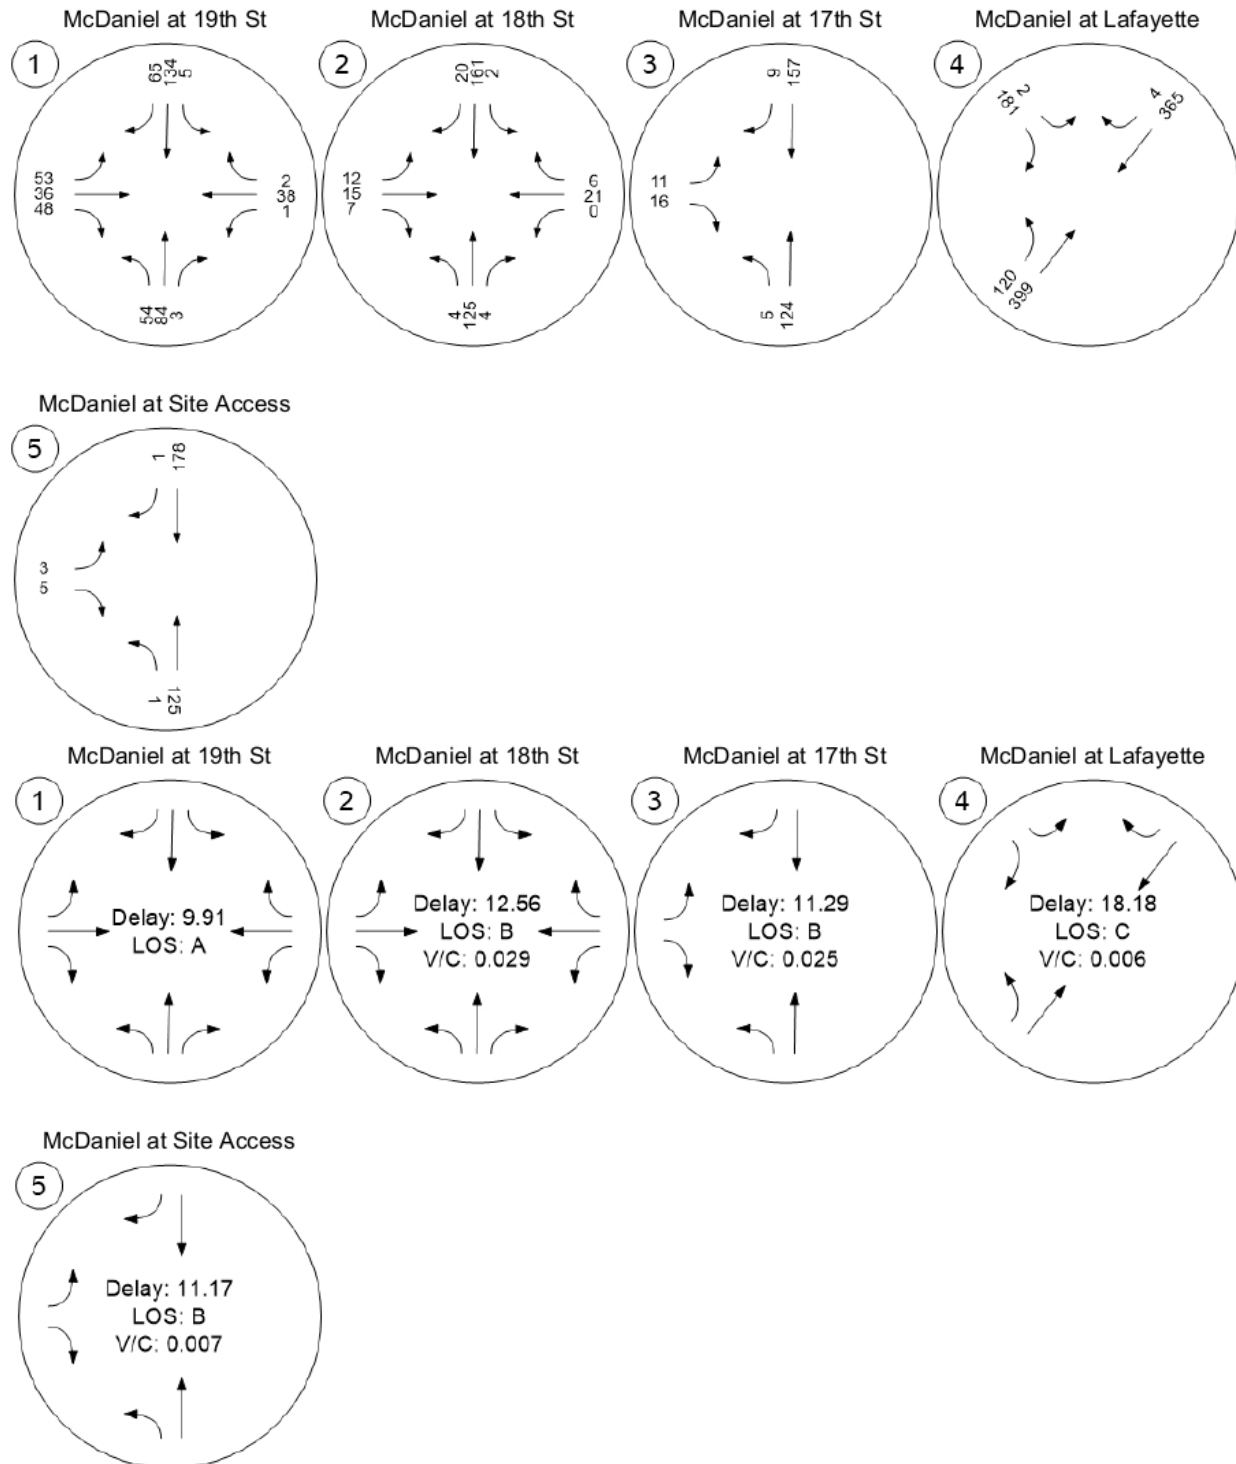 McDaniel at 19th St
McDaniel at 18th St
McDaniel at 17th St
McDaniel at Lafayette
1
65
134
5
53
36
48
2
38
1
54
84
3
2
20
161
2
12
15
7
6
21
0
4
125
4
3
9
157
11
16
5
124
4
2
181
4
365
120
399
McDaniel at Site Access
5
1
178
3
5
1
125
McDaniel at 19th St
McDaniel at 18th St
McDaniel at 17th St
McDaniel at Lafayette
1
Delay: 9.91
LOS: A
2
Delay: 12.56
LOS: B
V/C: 0.029
3
Delay: 11.29
LOS: B
V/C: 0.025
4
Delay: 18.18
LOS: C
V/C: 0.006
McDaniel at Site Access
5
Delay: 11.17
LOS: B
V/C: 0.007